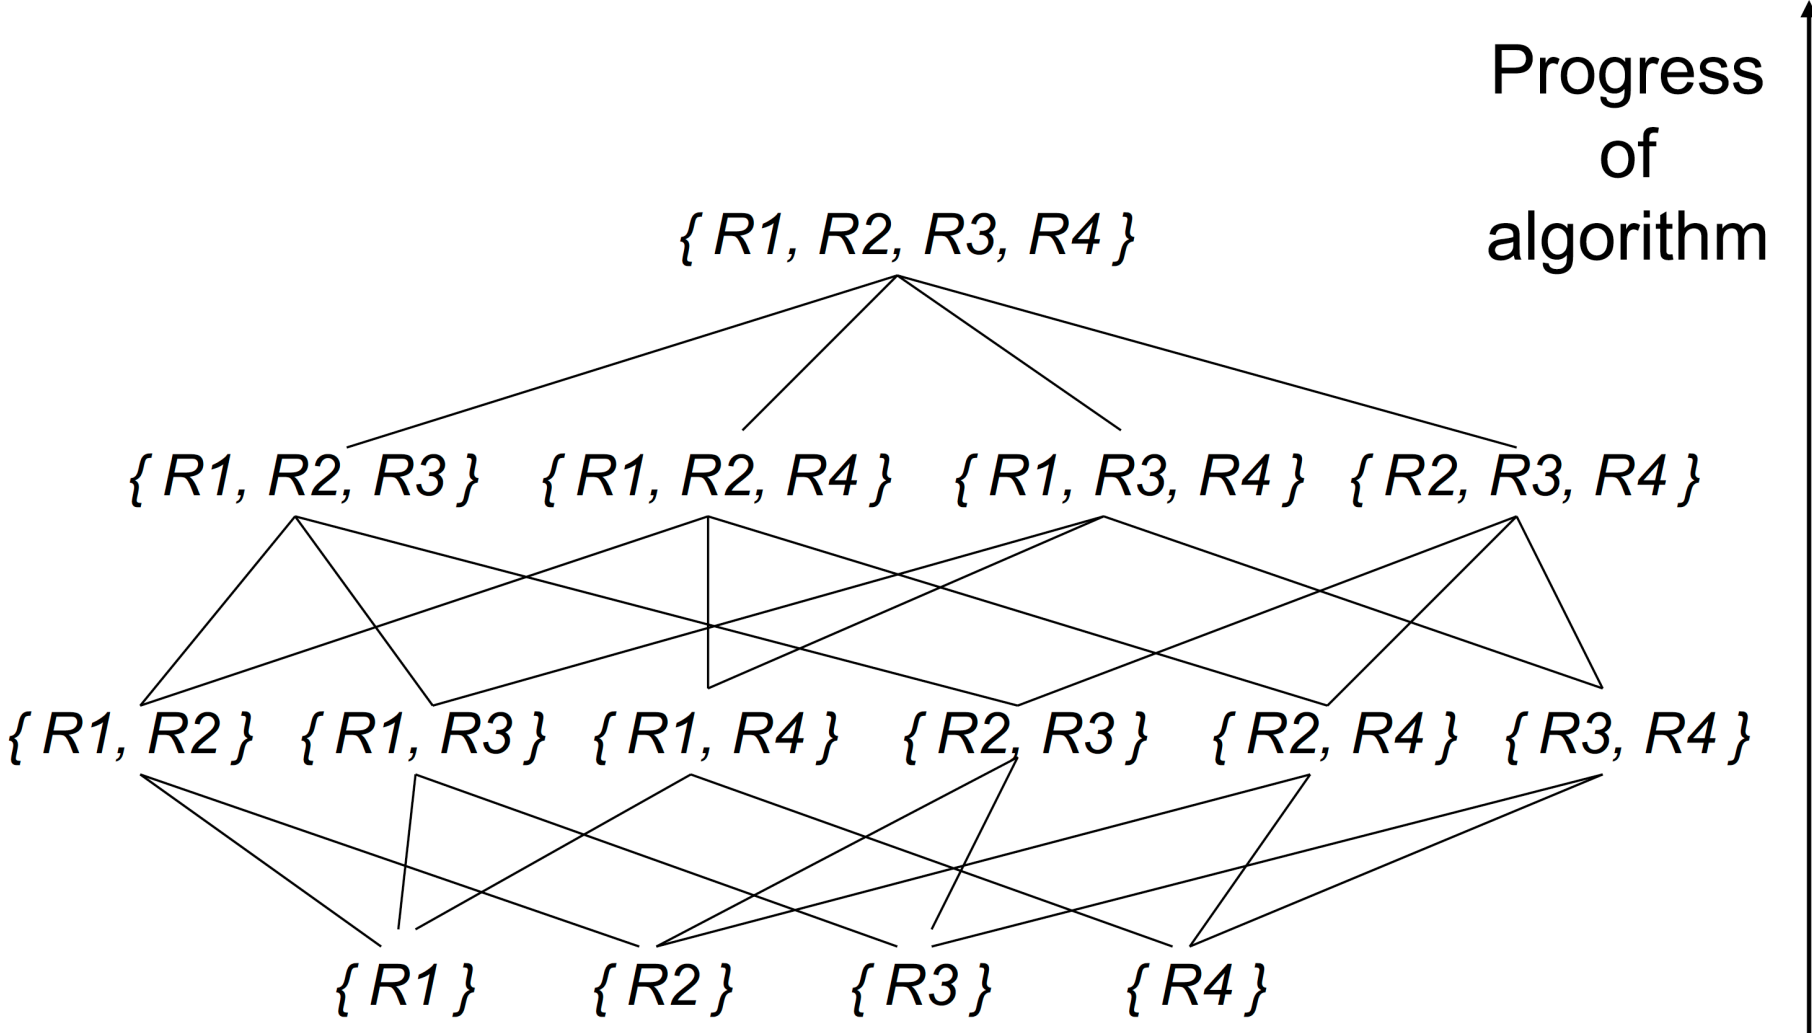 Progress
of
algorithm
{ R1, R2, R3, R4 }
{ R1, R2, R3 } { R1, R2, R4 } { R1, R3, R4 } { R2, R3, R4 }
{ R1, R2 } { R1, R3 } { R1, R4 } { R2, R3 } { R2, R4 } { R3, R4 }
{ R1 } { R2 } { R3 } { R4 }